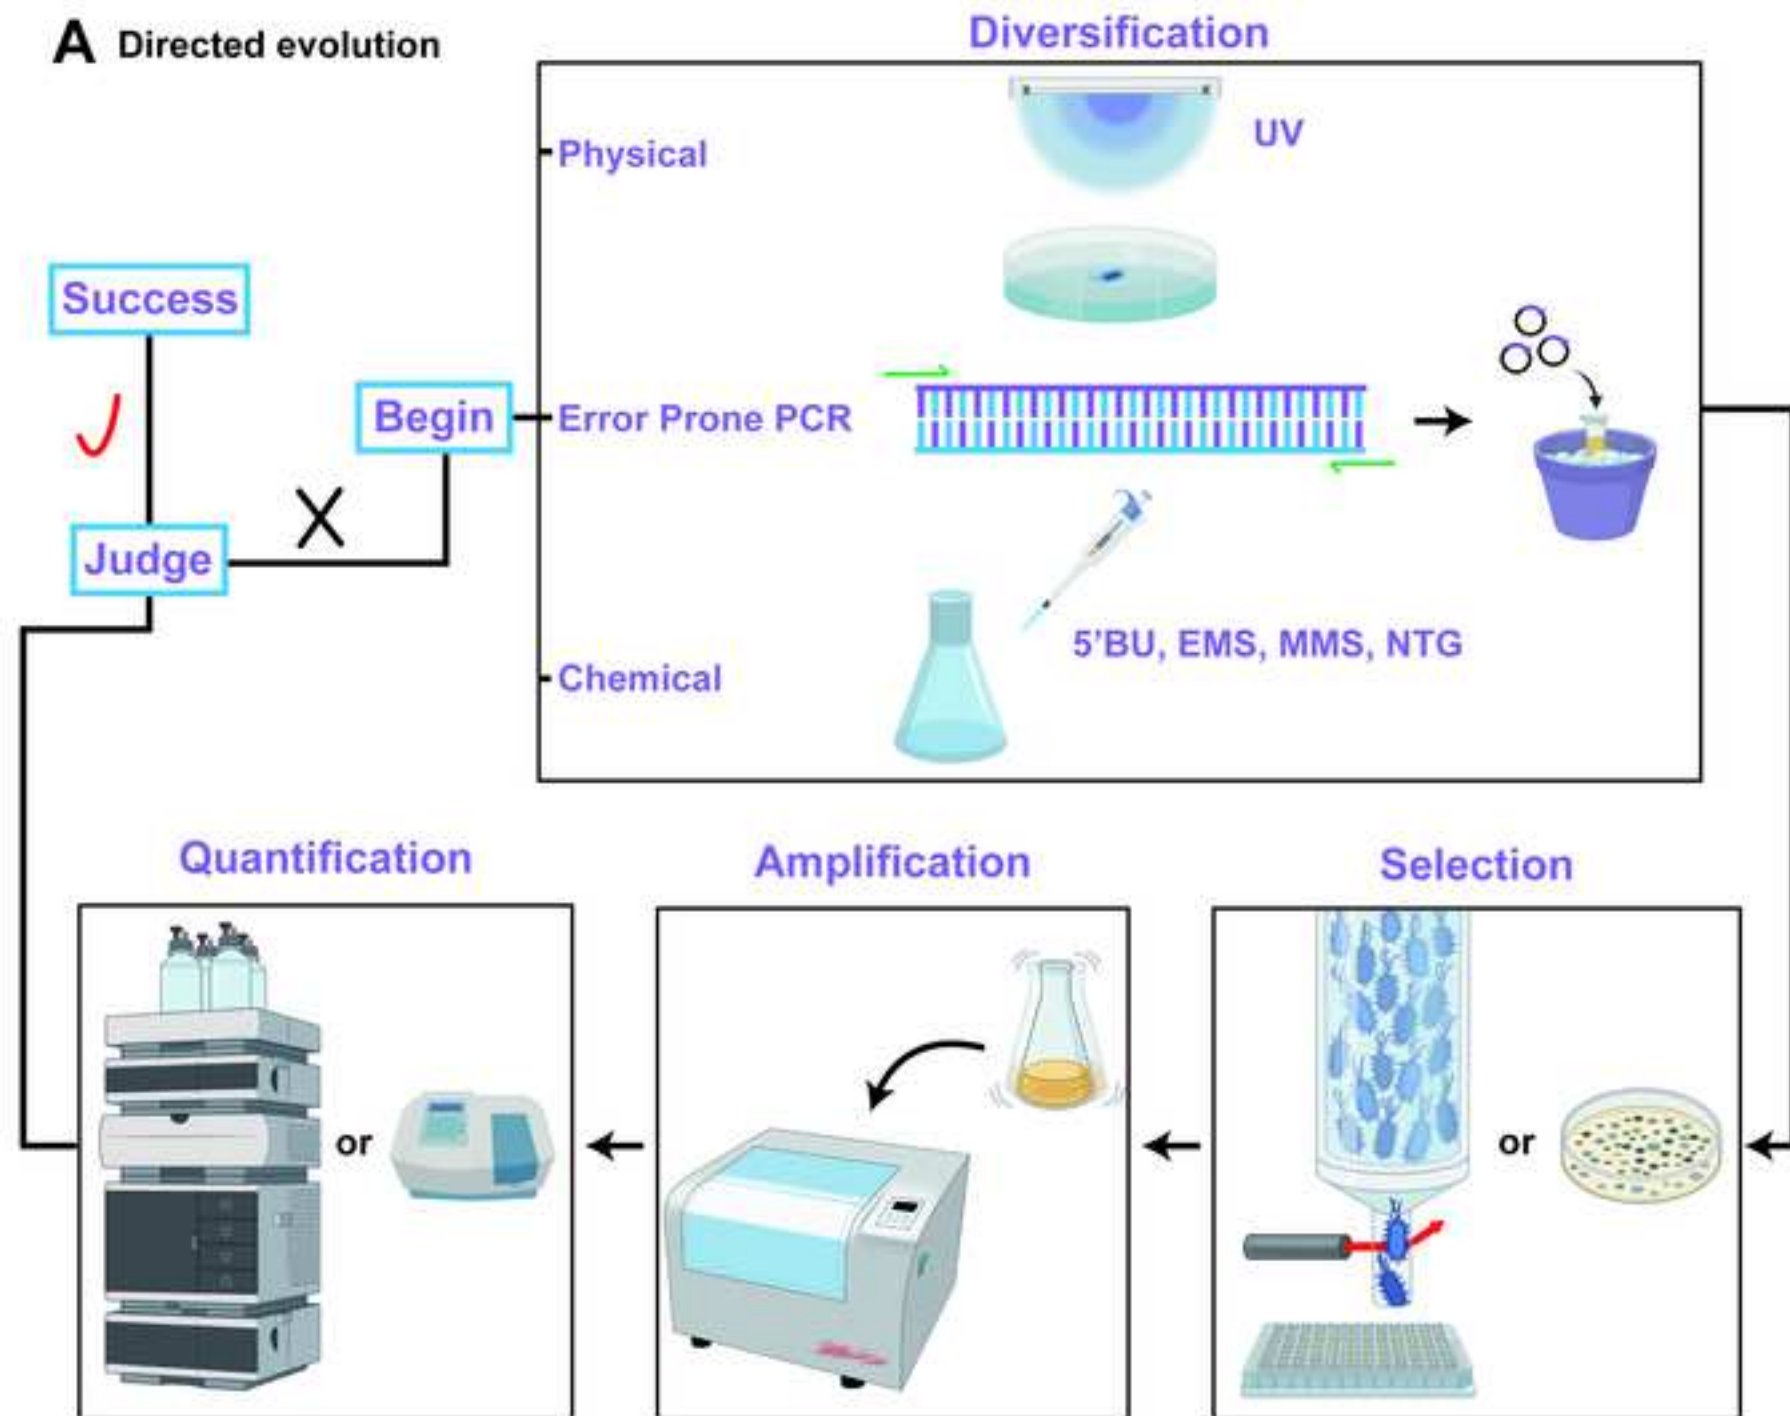 A Directed evolution
Diversification
Physical
UV
Success
Begin
Error Prone PCR
Judge
5'BU, EMS, MMS, NTG
Chemical
Quantification
Amplification
Selection
or
or